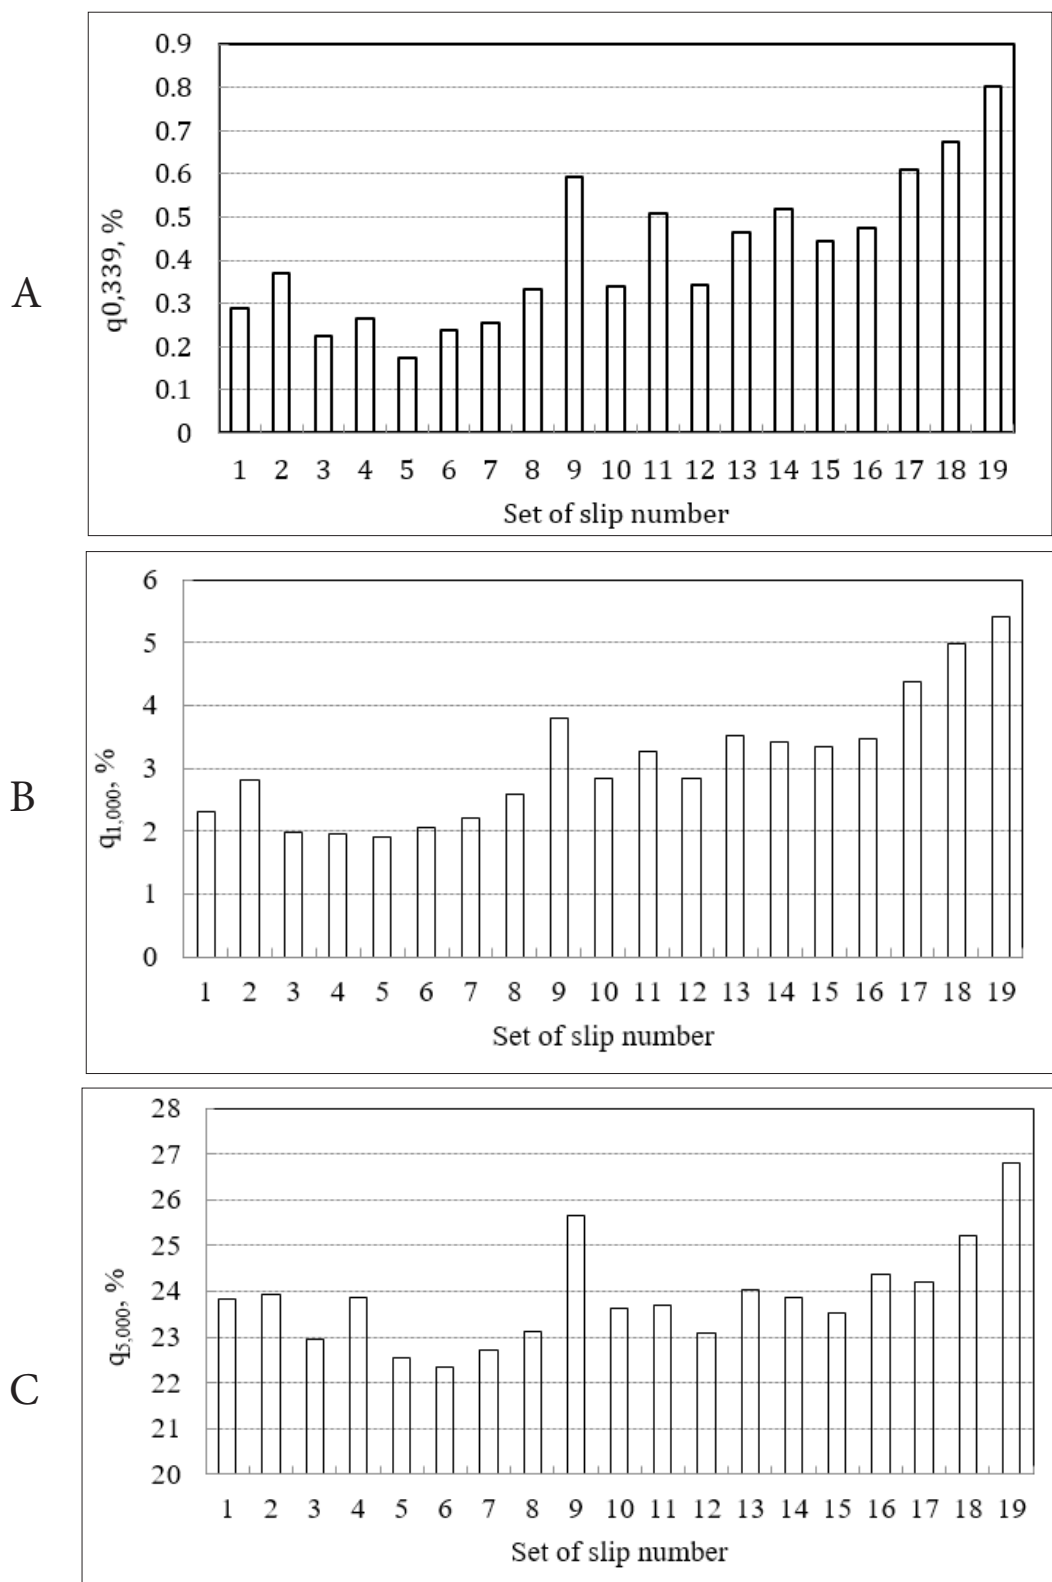 A
q0,339, %
0.9
0.8
0.7
0.6
0.5
0.4
0.3
0.2
0.1
0
1 2 3 4 5 6 7 8 9 10 11 12 13 14 15 16 17 18 19
Set of slip number
B
q1,000, %
6
5
4
3
2
1
0
1 2 3 4 5 6 7 8 9 10 11 12 13 14 15 16 17 18 19
Set of slip number
C
q5,000, %
28
27
26
25
24
23
22
21
20
1 2 3 4 5 6 7 8 9 10 11 12 13 14 15 16 17 18 19
Set of slip number